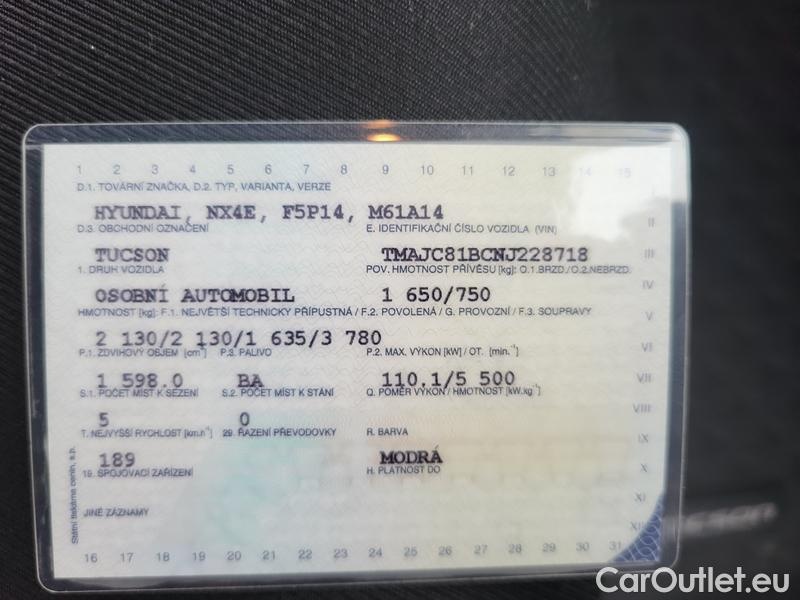 1 2 3 4 5 6 7 8 9 10 11 12 13 14 15
D.1. TOVÁRNÍ ZNAČKA, D.2. TYP, VARIANTA, VERZE
I
HYUNDAI, NX4E, F5P14, M61A14
II
D.3. OBCHODNÍ OZNAČENÍ E. IDENTIFIKAČNÍ ČÍSLO VOZIDLA (VIN)
TUCSON TMAJC81BCNJ228718
III
1. DRUH VOZIDLA POV. HMOTNOST PŘÍVĚSU [kg]: O.1.BRZD./O.2.NEBRZD.
OSOBNÍ AUTOMOBIL 1 650/750
IV
HMOTNOST [kg]: F.1. NEJVĚTŠÍ TECHNICKY PŘÍPUSTNÁ / F.2. POVOLENÁ / G. PROVOZNÍ / F.3. SOUPRAVY
V
2 130/2 130/1 635/3 780
P.1. ZDVIHOVÝ OBJEM [cm³] P.3. PALIVO P.2. MAX. VÝKON [kW] / OT. [min.⁻¹]
VI
1 598.0 BA 110.1/5 500
VII
S.1. POČET MÍST K SEZENÍ S.2. POČET MÍST K STÁNÍ Q. POMĚR VÝKON / HMOTNOST [kW.kg⁻¹]
VIII
5 0
T. NEJVYŠŠÍ RYCHLOST [km.h⁻¹] 29. ŘAZENÍ PŘEVODOVKY R. BARVA
IX
189 MODRÁ
19. SPOJOVACÍ ZAŘÍZENÍ H. PLATNOST DO
X
XI
JINÉ ZÁZNAMY
XII
16 17 18 19 20 21 22 23 24 25 26 27 28 29 30 31
Státní tiskárna cenin, s.p.
CarOutlet.eu